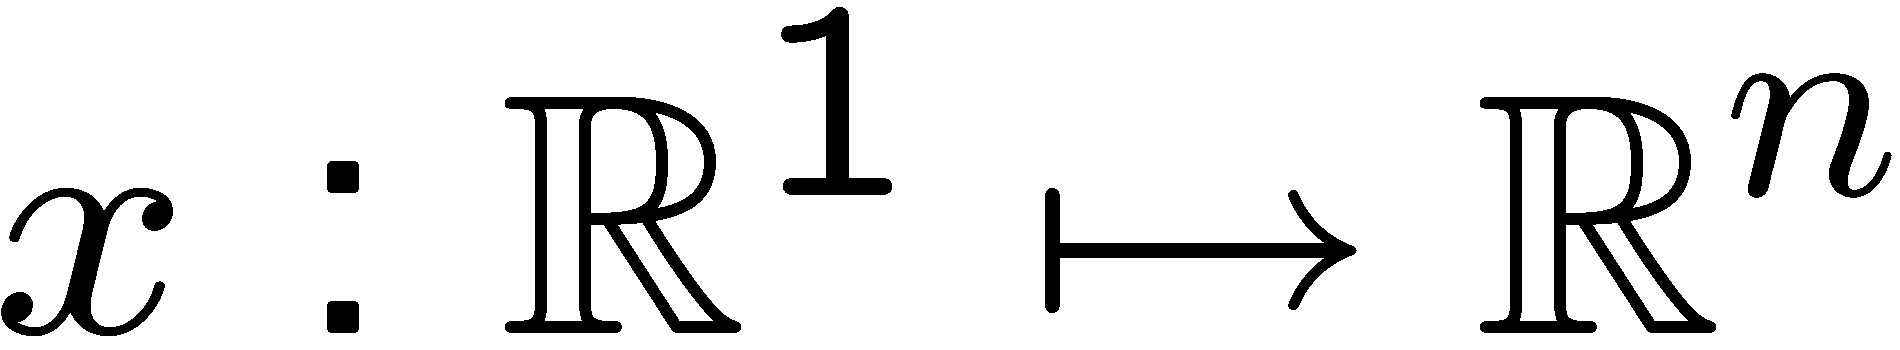 x : ℝ¹ ↦ ℝⁿ